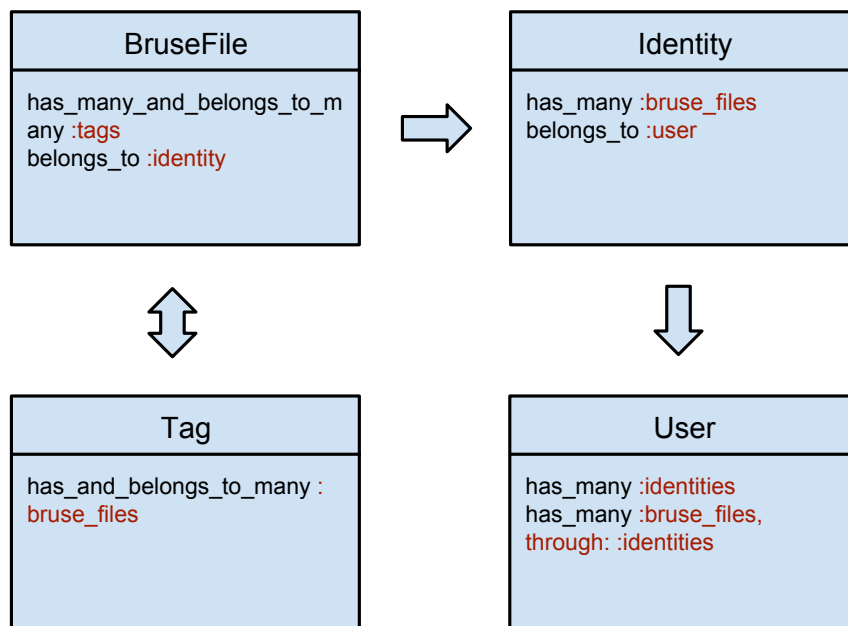 BruseFile
has_many_and_belongs_to_m
any :tags
belongs_to :identity
Identity
has_many :bruse_files
belongs_to :user
Tag
has_and_belongs_to_many :
bruse_files
User
has_many :identities
has_many :bruse_files,
through: :identities